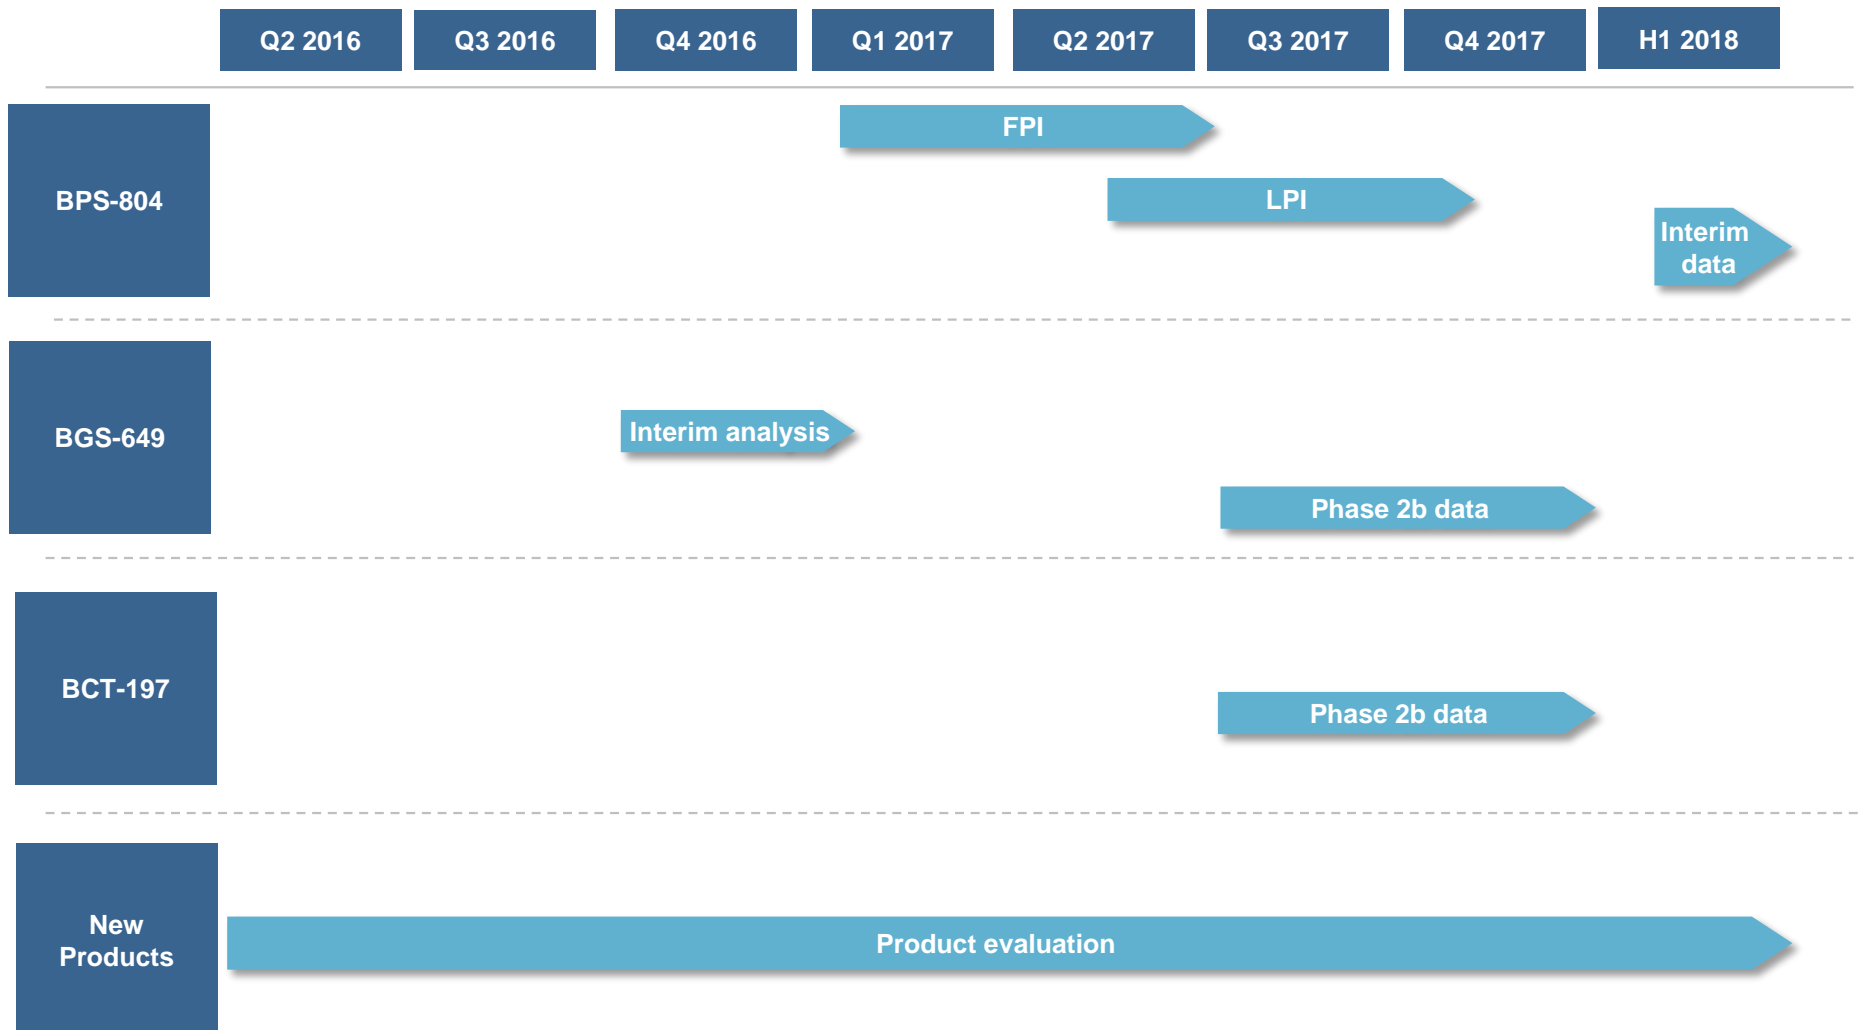 Q2 2016
Q3 2016
Q4 2016
Q1 2017
Q2 2017
Q3 2017
Q4 2017
H1 2018
BPS-804
FPI
LPI
Interim
data
BGS-649
Interim analysis
Phase 2b data
BCT-197
Phase 2b data
New
Products
Product evaluation